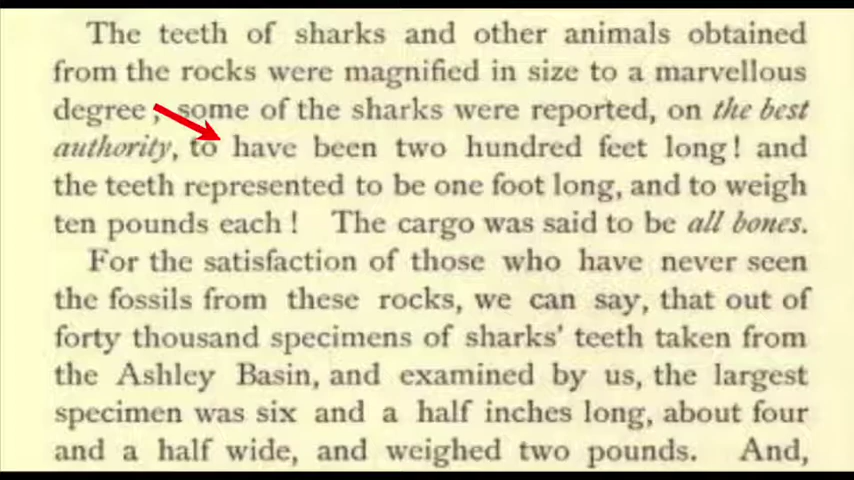 The teeth of sharks and other animals obtained
from the rocks were magnified in size to a marvellous
degree; some of the sharks were reported, on the best
authority, to have been two hundred feet long! and
the teeth represented to be one foot long, and to weigh
ten pounds each! The cargo was said to be all bones.
For the satisfaction of those who have never seen
the fossils from these rocks, we can say, that out of
forty thousand specimens of sharks' teeth taken from
the Ashley Basin, and examined by us, the largest
specimen was six and a half inches long, about four
and a half wide, and weighed two pounds. And,